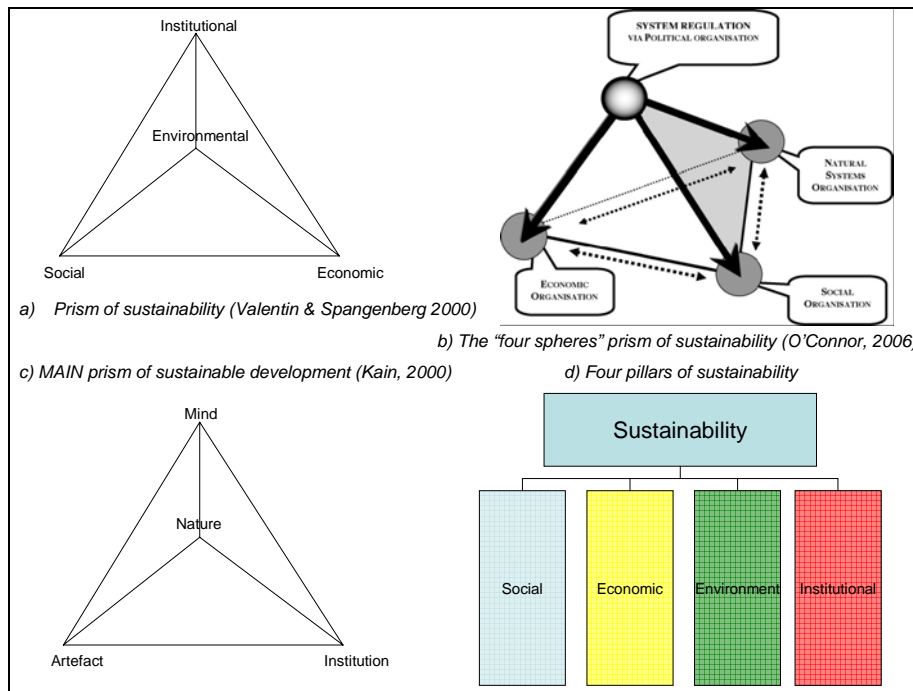 Institutional
Environmental
Social
Economic
a) Prism of sustainability (Valentin & Spangenberg 2000)
SYSTEM REGULATION
VIA POLITICAL ORGANISATION
NATURAL
SYSTEMS
ORGANISATION
ECONOMIC
ORGANISATION
SOCIAL
ORGANISATION
b) The “four spheres” prism of sustainability (O’Connor, 2006)
c) MAIN prism of sustainable development (Kain, 2000)
Mind
Nature
Artefact
Institution
d) Four pillars of sustainability
Sustainability
Social
Economic
Environment
Institutional